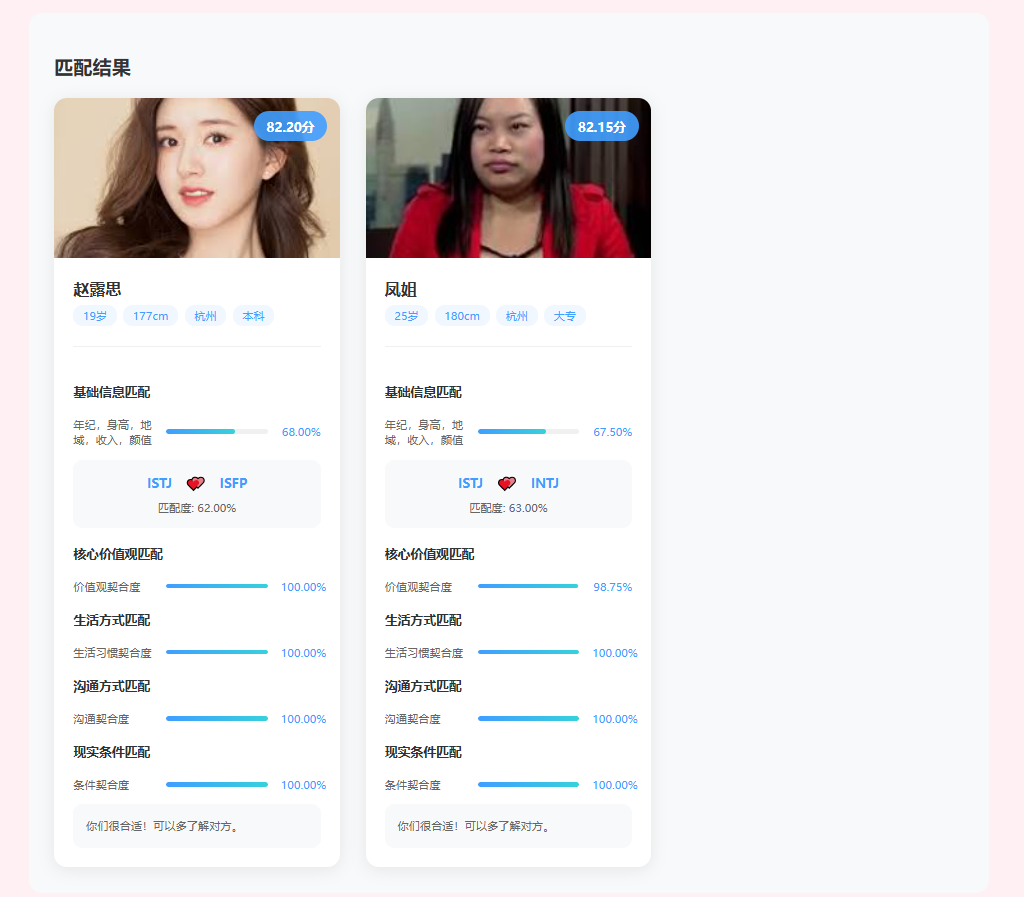 匹配结果
82.20分
赵露思
19岁 177cm 杭州 本科
基础信息匹配
年纪，身高，地
域，收入，颜值
68.00%
ISTJ ISFP
匹配度: 62.00%
核心价值观匹配
价值观契合度 100.00%
生活方式匹配
生活习惯契合度 100.00%
沟通方式匹配
沟通契合度 100.00%
现实条件匹配
条件契合度 100.00%
你们很合适！可以多了解对方。
82.15分
凤姐
25岁 180cm 杭州 大专
基础信息匹配
年纪，身高，地
域，收入，颜值
67.50%
ISTJ INTJ
匹配度: 63.00%
核心价值观匹配
价值观契合度 98.75%
生活方式匹配
生活习惯契合度 100.00%
沟通方式匹配
沟通契合度 100.00%
现实条件匹配
条件契合度 100.00%
你们很合适！可以多了解对方。